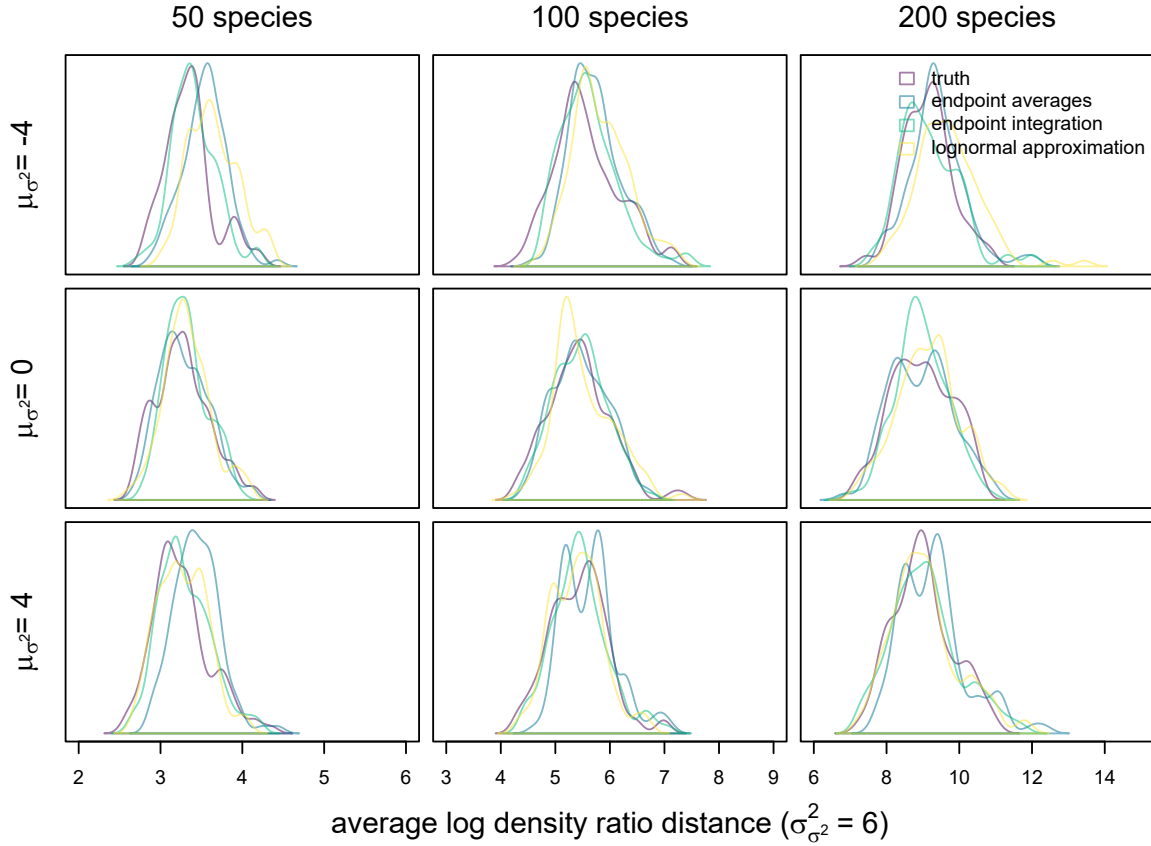 50 species 100 species 200 species
μσ²= -4
truth
endpoint averages
endpoint integration
lognormal approximation
μσ²= 0
μσ²= 4
2 3 4 5 6 3 4 5 6 7 8 9 6 8 10 12 14
average log density ratio distance (σ²σ² = 6)